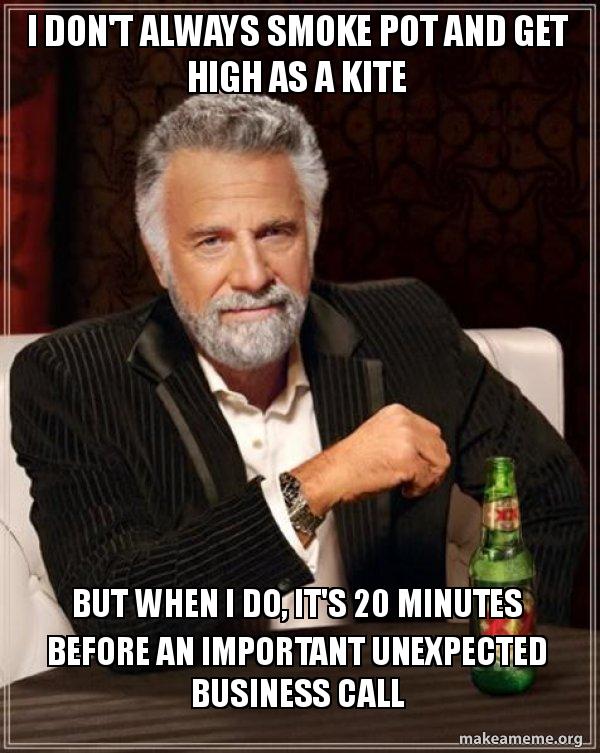 I DON'T ALWAYS SMOKE POT AND GET
HIGH AS A KITE
XX
BUT WHEN I DO, IT'S 20 MINUTES
BEFORE AN IMPORTANT UNEXPECTED
BUSINESS CALL
makeameme.org